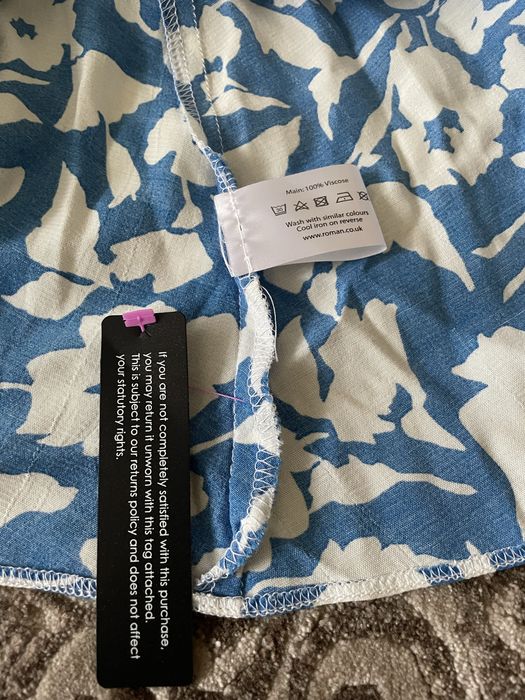 Main: 100% Viscose
Wash with similar colours
Cool iron on reverse
www.roman.co.uk
If you are not completely satisfied with this purchase,
you may return it unworn with this tag attached.
This is subject to our returns policy and does not affect
your statutory rights.